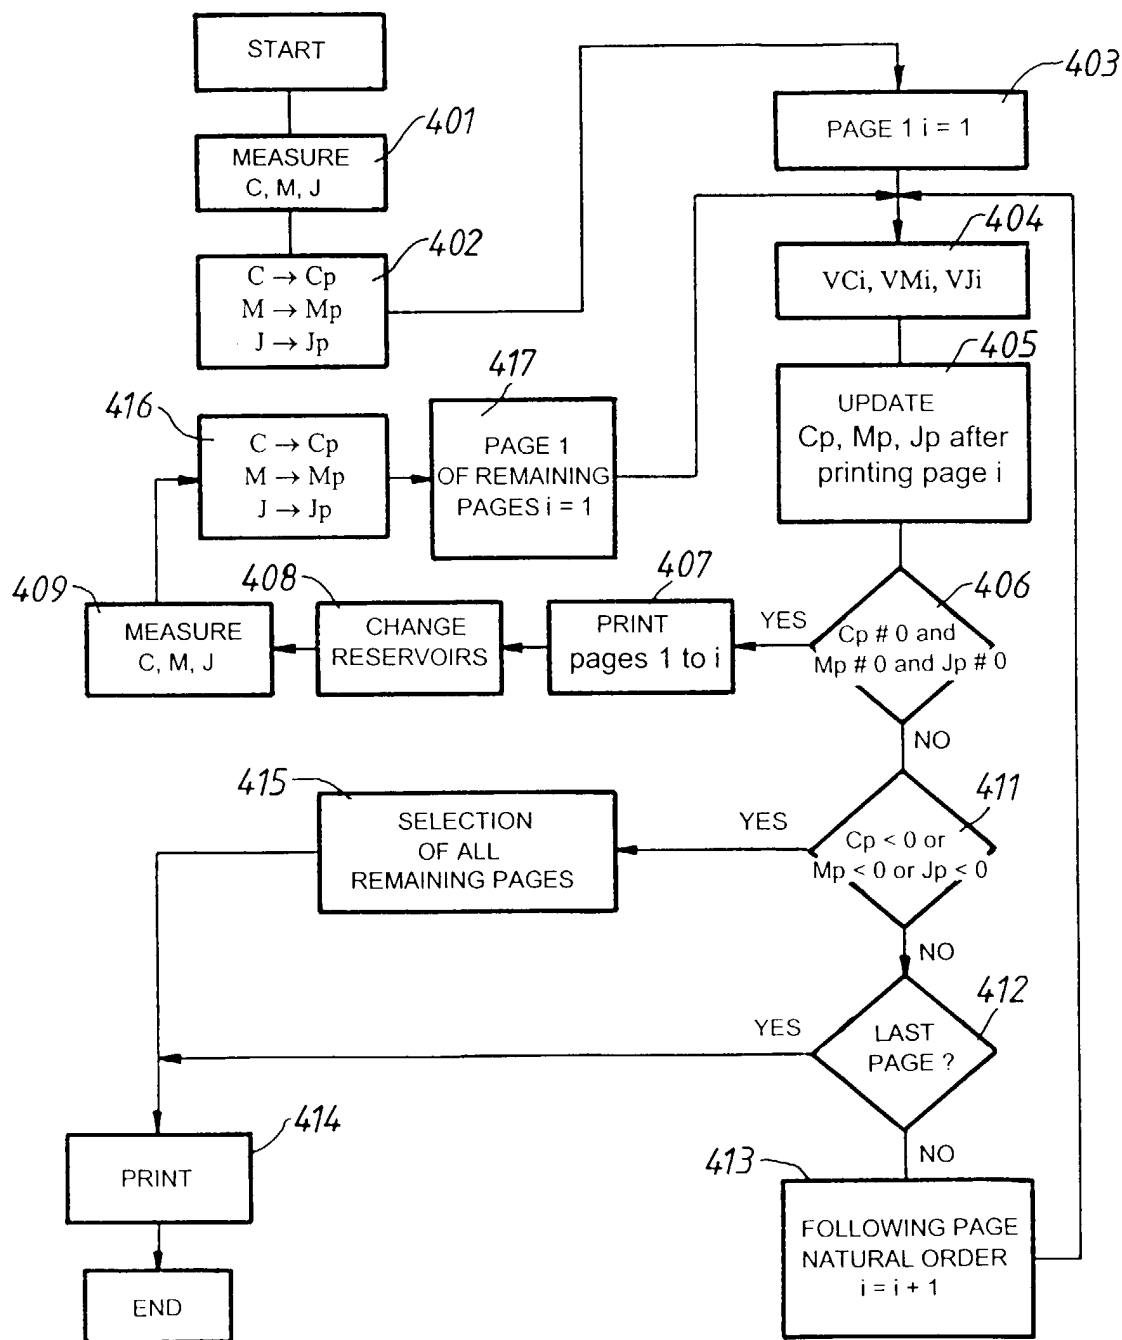 START
401
MEASURE
C, M, J
402
C → Cp
M → Mp
J → Jp
403
PAGE 1 i = 1
404
VCi, VMi, VJi
405
UPDATE
Cp, Mp, Jp after
printing page i
416
C → Cp
M → Mp
J → Jp
417
PAGE 1
OF REMAINING
PAGES i = 1
409
MEASURE
C, M, J
408
CHANGE
RESERVOIRS
407
PRINT
pages 1 to i
YES
406
Cp # 0 and
Mp # 0 and Jp # 0
NO
415
SELECTION
OF ALL
REMAINING PAGES
YES
411
Cp < 0 or
Mp < 0 or Jp < 0
NO
YES
412
LAST
PAGE ?
NO
414
PRINT
413
FOLLOWING PAGE
NATURAL ORDER
i = i + 1
END